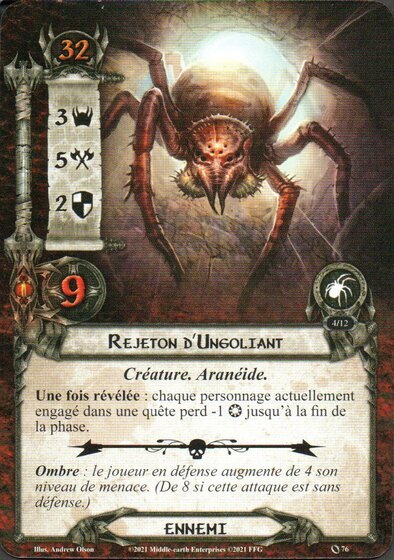 32
3
5
2
9
4/12
Rejeton d'Ungoliant
Créature. Aranéide.
Une fois révélée : chaque personnage actuellement
engagé dans une quête perd -1 jusqu'à la fin de
la phase.
Ombre : le joueur en défense augmente de 4 son
niveau de menace. (De 8 si cette attaque est sans
défense.)
ENNEMI
Illus. Andrew Olson ©2021 Middle-earth Enterprises ©2021 FFG 76